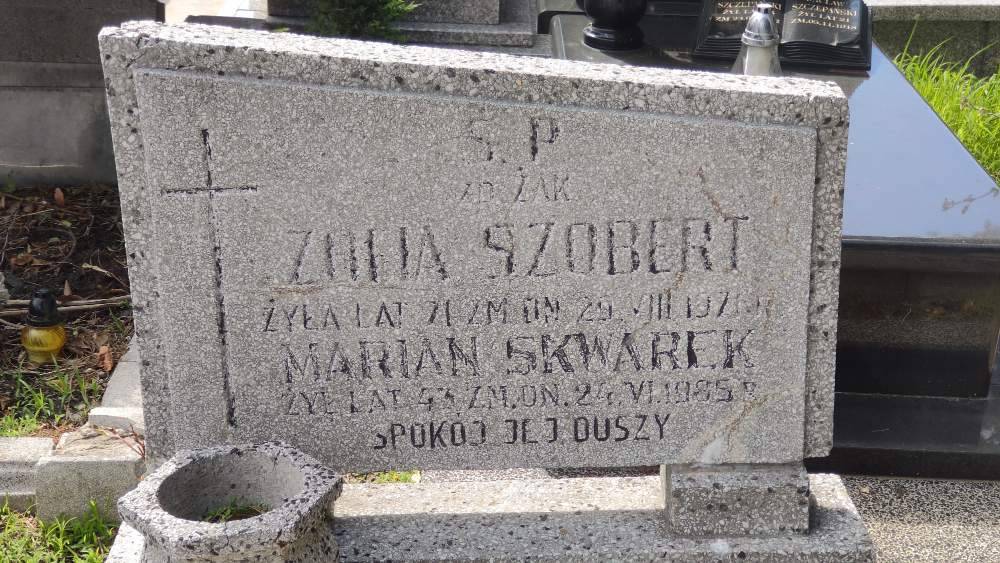 Ś. P
ZD. ŻAK
ZOFIA SZOBERT
ŻYŁA LAT 71. ZM. DN. 29. VIII.
MARIAN SKWAREK
ŻYŁ LAT 43. ZM. DN. 24. VI. 1985 R
SPOKÓJ JEJ DUSZY